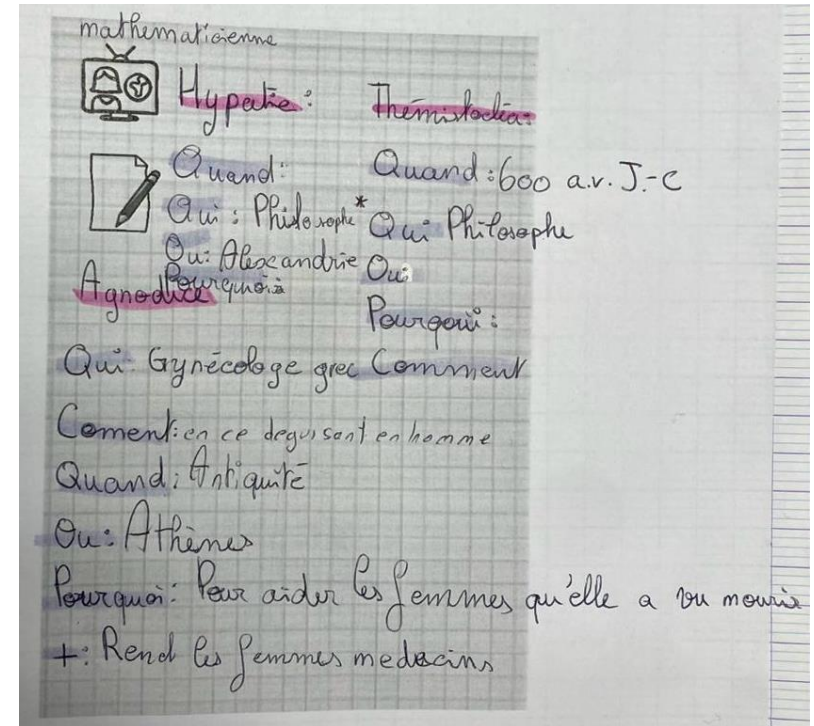 mathematicienne
Hypatie: Thémistocléa:
Quand: Quand: 600 a.v. J.-C
Qui: Philosophe* Qui Philosophe
Ou: Alexandrie Ou:
Pourquoi:
Agnodice
Pourqoui:
Qui: Gynécologe grec Comment
Coment: en ce deguisant en homme
Quand: Antiquité
Ou: Athènes
Pourquoi: Pour aider les femmes qu'elle a vu mourir
+: Rend les femmes medecins